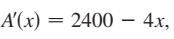 A'(x) = 2400 − 4x,